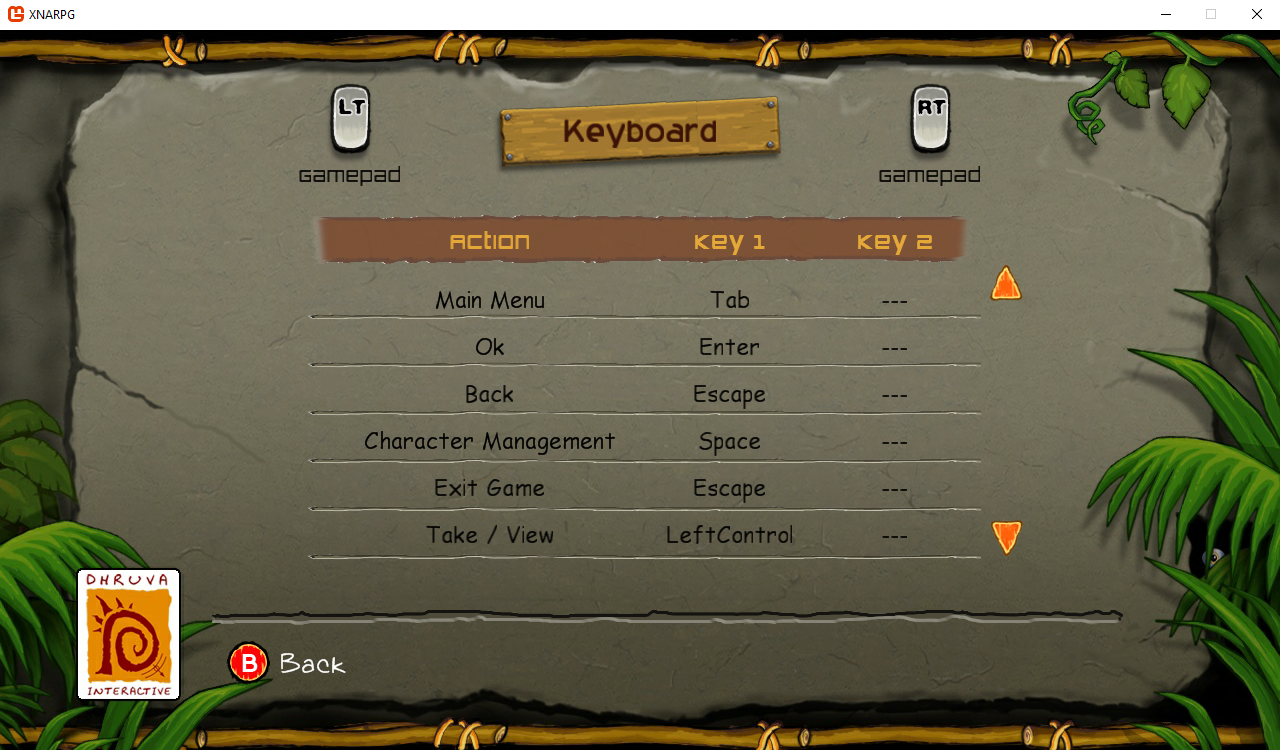 XNARPG
LT
Keyboard
RT
Gamepad
Gamepad
Action Key 1 Key 2
Main Menu Tab ---
Ok Enter ---
Back Escape ---
Character Management Space ---
Exit Game Escape ---
Take / View LeftControl ---
DHRUVA
INTERACTIVE
B Back